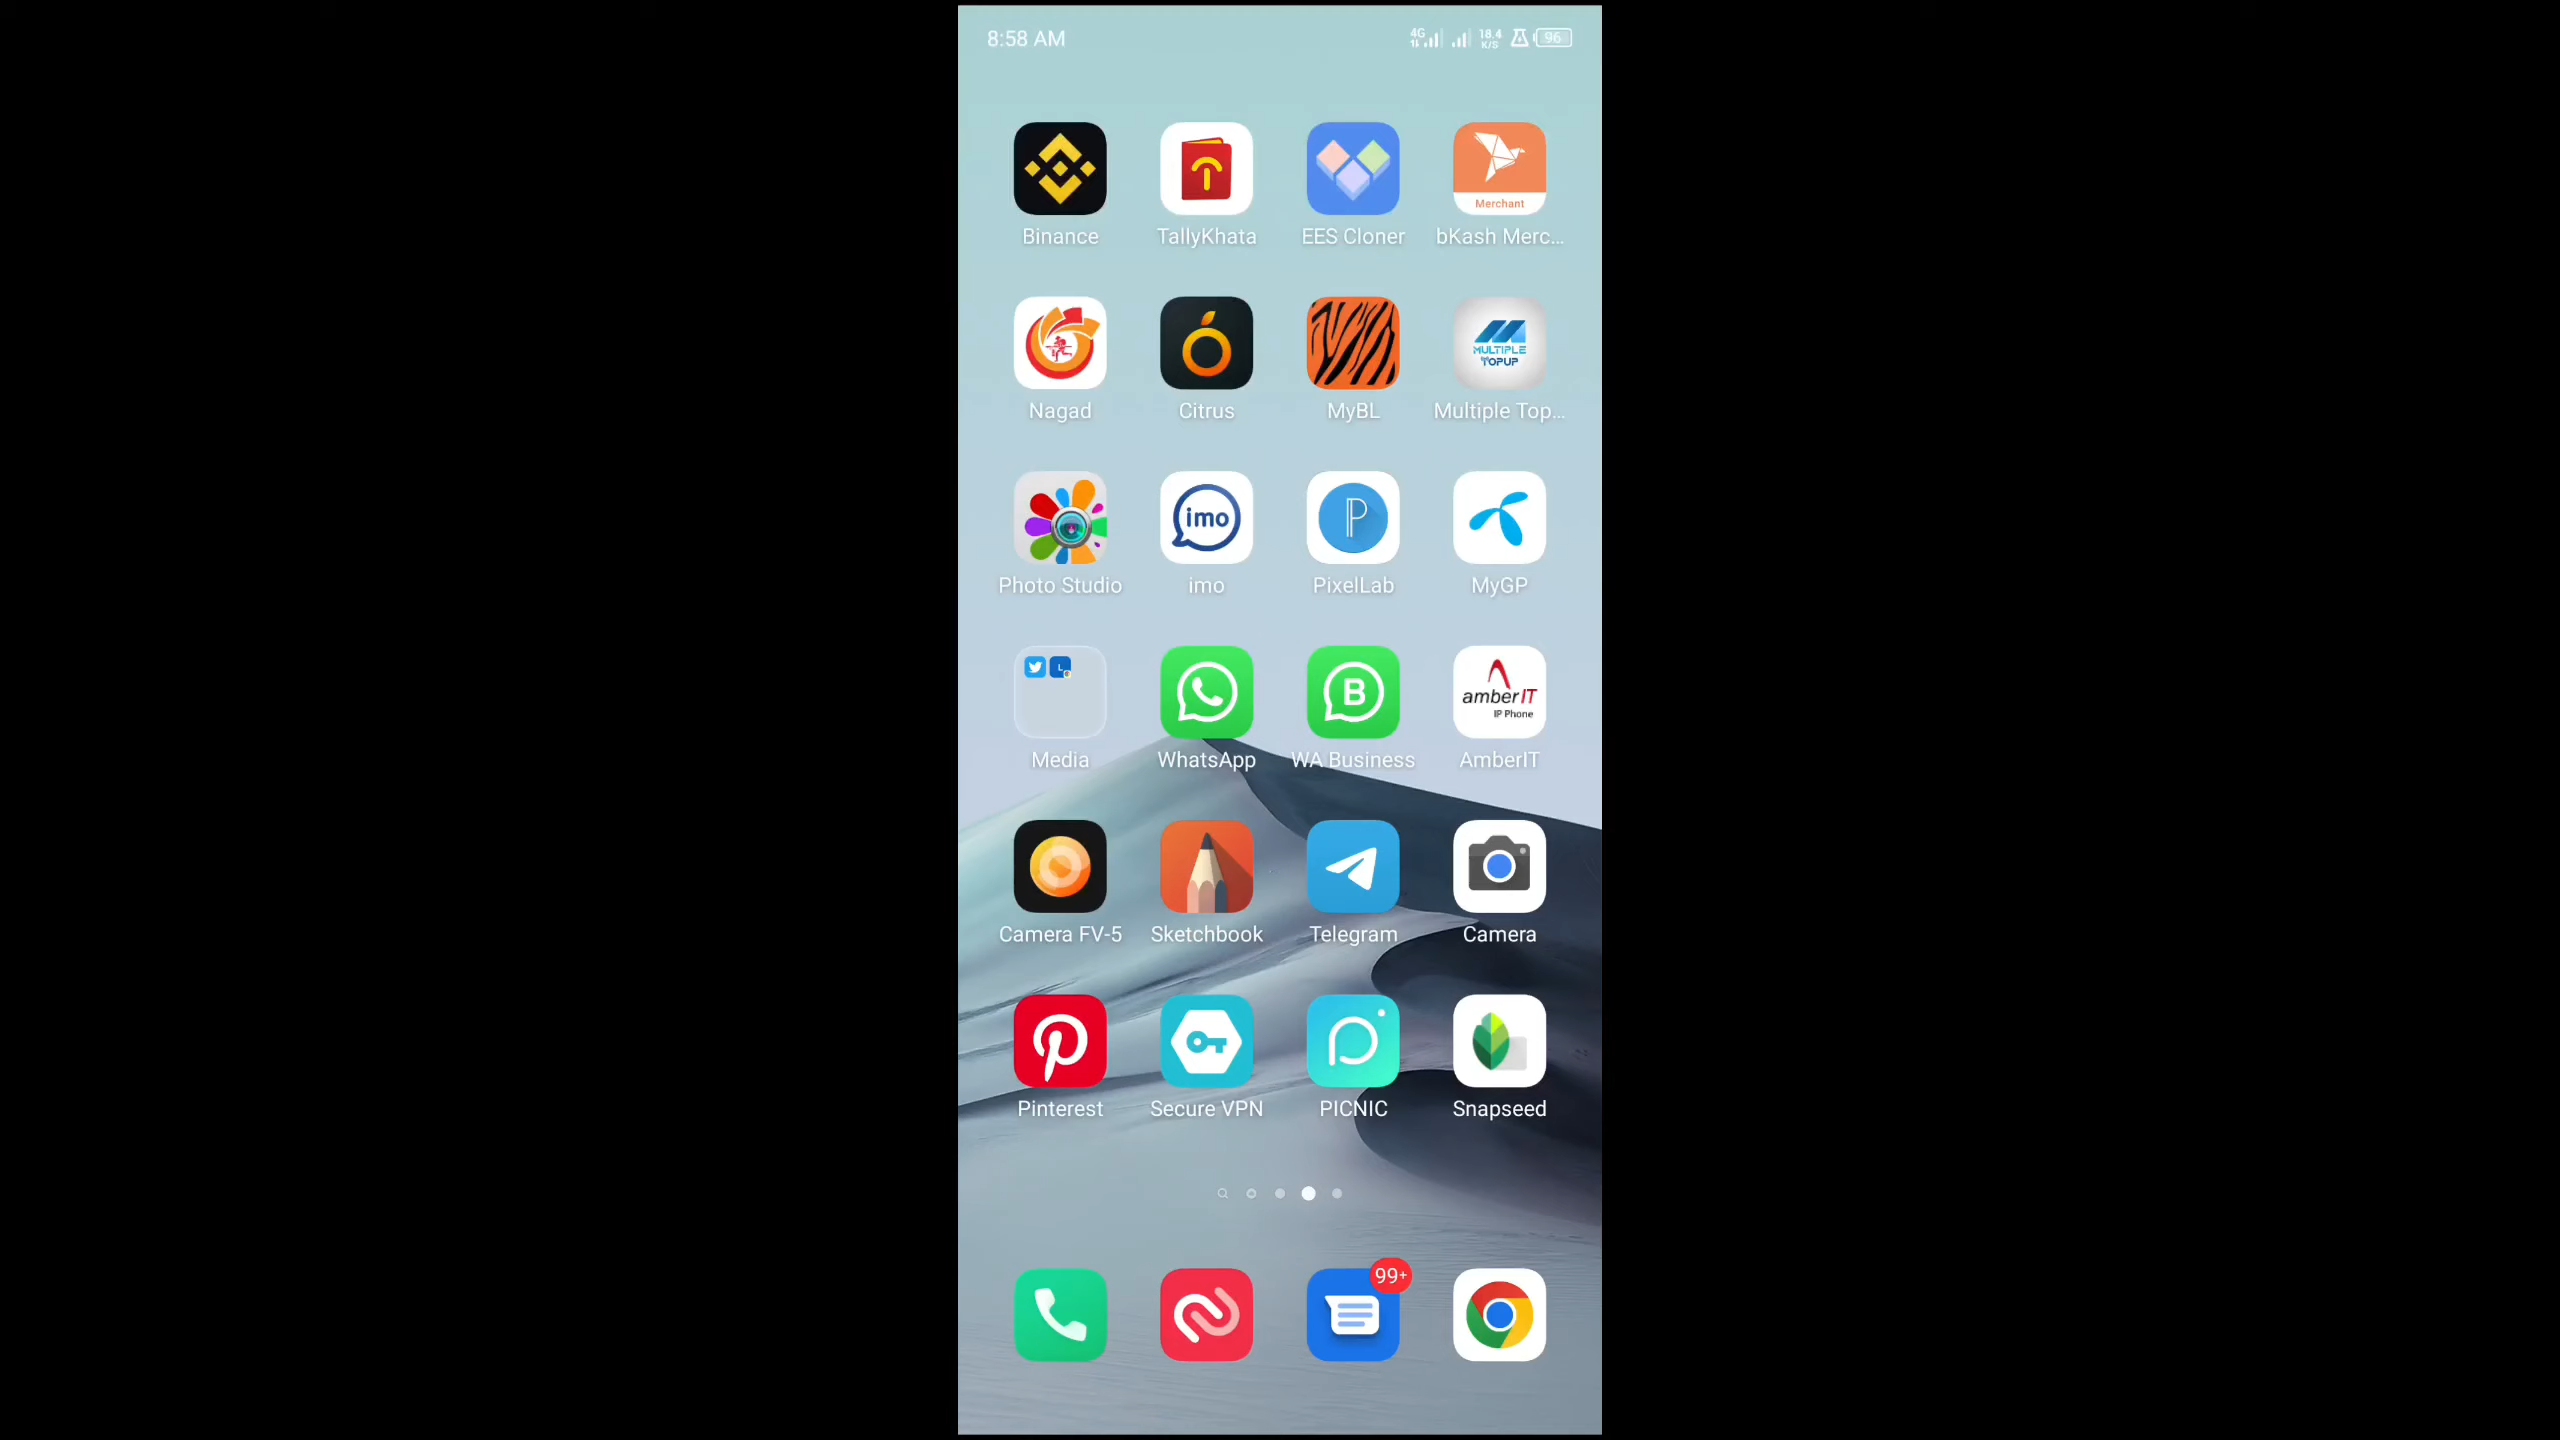 8:58 AM 4G 18.4 K/S 96
Merchant
Binance TallyKhata EES Cloner bKash Merc...
MULTIPLE
TOPUP
Nagad Citrus MyBL Multiple Top...
imo
Photo Studio imo PixelLab MyGP
L
B
amberIT
IP Phone
Media WhatsApp WA Business AmberIT
Camera FV-5 Sketchbook Telegram Camera
Pinterest Secure VPN PICNIC Snapseed
99+